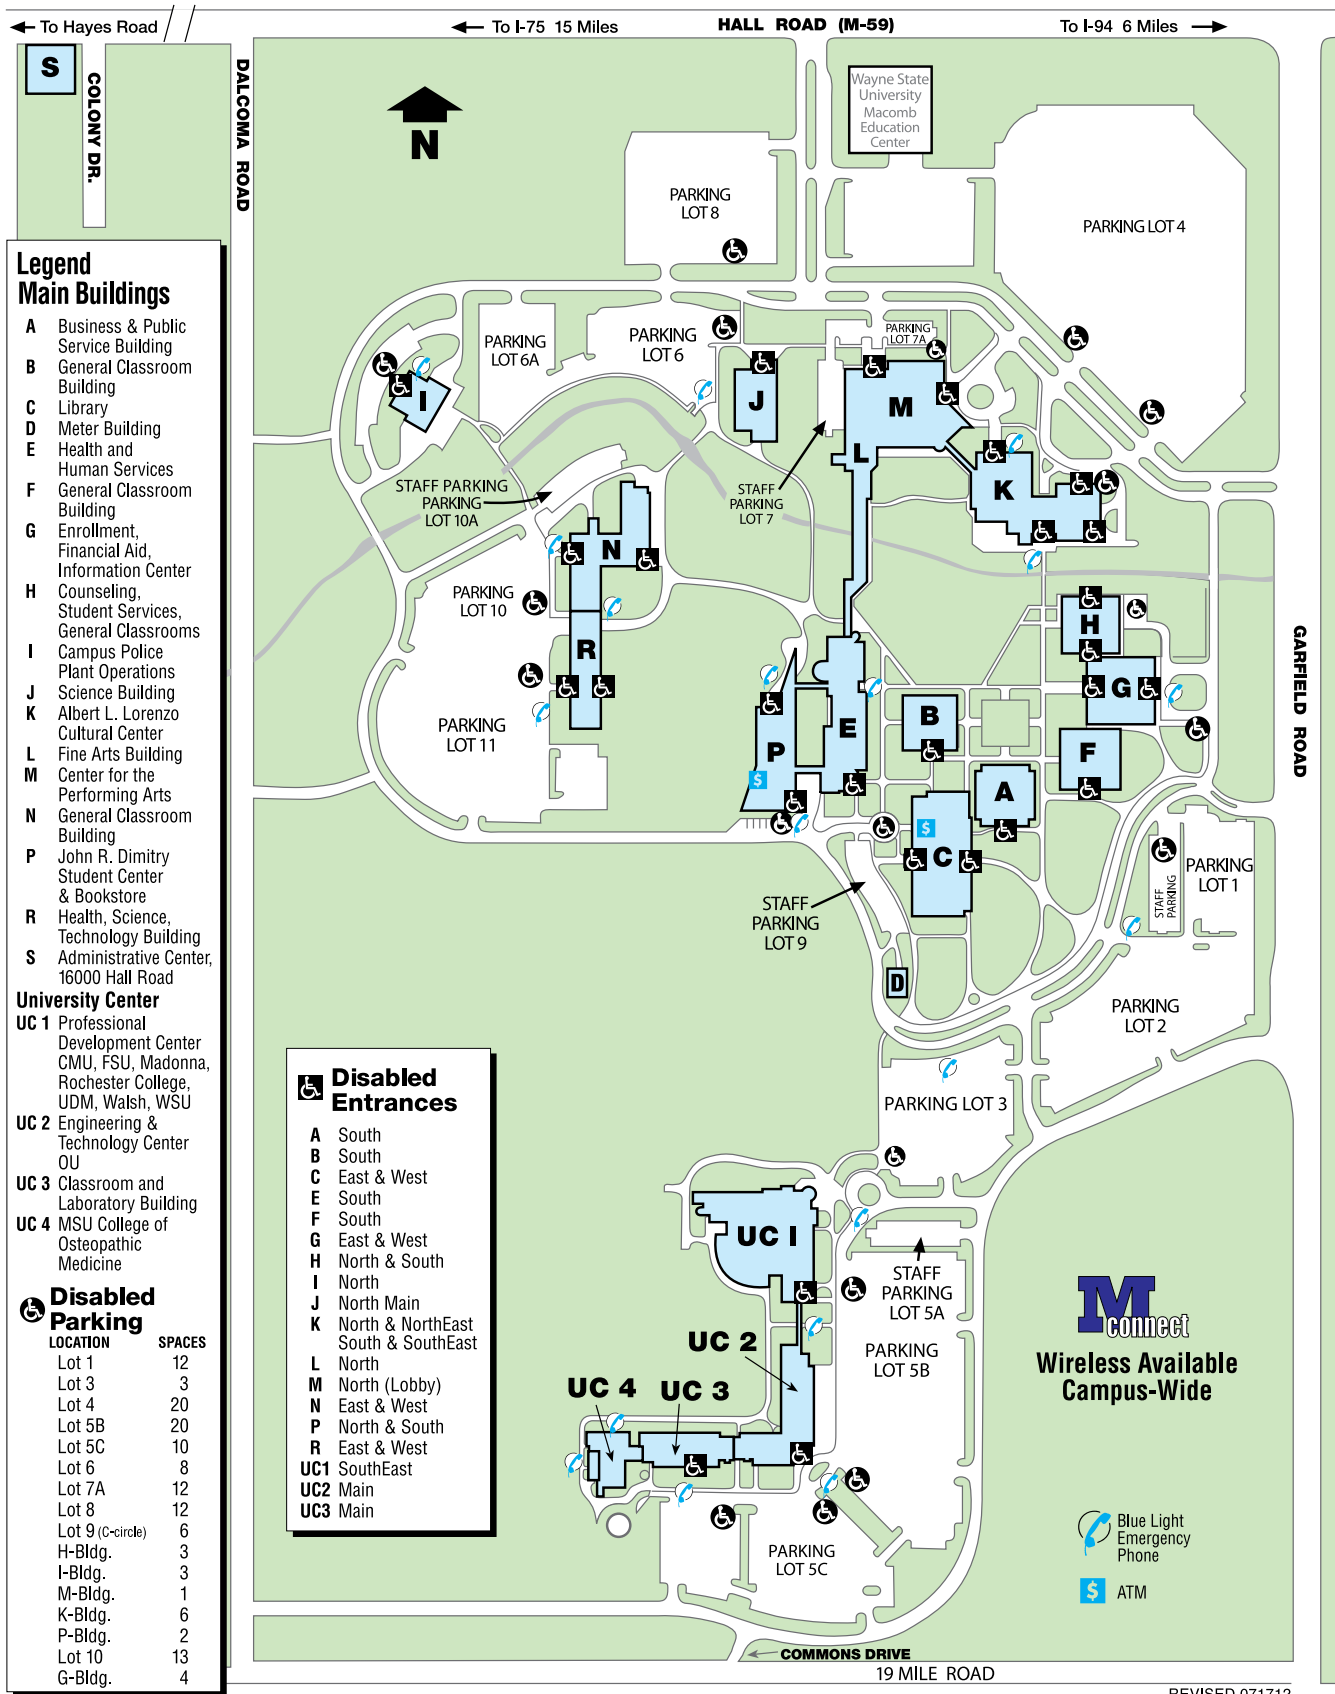 To Hayes Road
To I-75 15 Miles
HALL ROAD (M-59)
To I-94 6 Miles
S
COLONY DR.
DALCOMA ROAD
N
Wayne State
University
Macomb
Education
Center
PARKING
LOT 8
PARKING LOT 4
Legend
Main Buildings
A Business & Public
Service Building
B General Classroom
Building
C Library
D Meter Building
E Health and
Human Services
F General Classroom
Building
G Enrollment,
Financial Aid,
Information Center
H Counseling,
Student Services,
General Classrooms
I Campus Police
Plant Operations
J Science Building
K Albert L. Lorenzo
Cultural Center
L Fine Arts Building
M Center for the
Performing Arts
N General Classroom
Building
P John R. Dimitry
Student Center
& Bookstore
R Health, Science,
Technology Building
S Administrative Center,
16000 Hall Road
University Center
UC 1 Professional
Development Center
CMU, FSU, Madonna,
Rochester College,
UDM, Walsh, WSU
UC 2 Engineering &
Technology Center
OU
UC 3 Classroom and
Laboratory Building
UC 4 MSU College of
Osteopathic
Medicine
Disabled
Parking
LOCATION SPACES
Lot 1 12
Lot 3 3
Lot 4 20
Lot 5B 20
Lot 5C 10
Lot 6 8
Lot 7A 12
Lot 8 12
Lot 9 (C-circle) 6
H-Bldg. 3
I-Bldg. 3
M-Bldg. 1
K-Bldg. 6
P-Bldg. 2
Lot 10 13
G-Bldg. 4
PARKING
LOT 6A
PARKING
LOT 6
PARKING
LOT 7A
I
J
M
L
K
STAFF PARKING
PARKING
LOT 10A
STAFF
PARKING
LOT 7
N
PARKING
LOT 10
R
H
G
GARFIELD ROAD
PARKING
LOT 11
P
$
E
B
F
A
C
$
STAFF
PARKING
PARKING
LOT 1
STAFF
PARKING
LOT 9
D
PARKING
LOT 2
PARKING LOT 3
Disabled
Entrances
A South
B South
C East & West
E South
F South
G East & West
H North & South
I North
J North Main
K North & NorthEast
South & SouthEast
L North
M North (Lobby)
N East & West
P North & South
R East & West
UC1 SouthEast
UC2 Main
UC3 Main
UC I
STAFF
PARKING
LOT 5A
PARKING
LOT 5B
UC 2
UC 4
UC 3
PARKING
LOT 5C
M
connect
Wireless Available
Campus-Wide
Blue Light
Emergency
Phone
$ ATM
COMMONS DRIVE
19 MILE ROAD
REVISED 071712